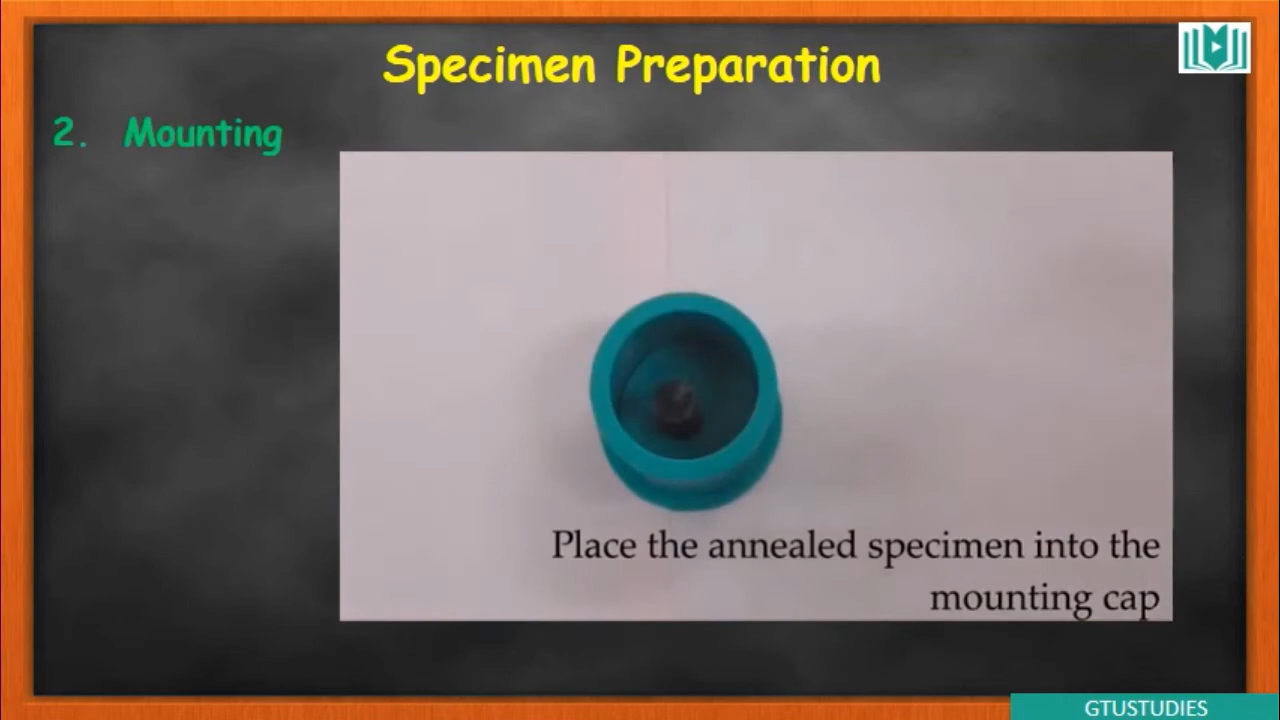 Specimen Preparation
2. Mounting
Place the annealed specimen into the
mounting cap
GTUSTUDIES